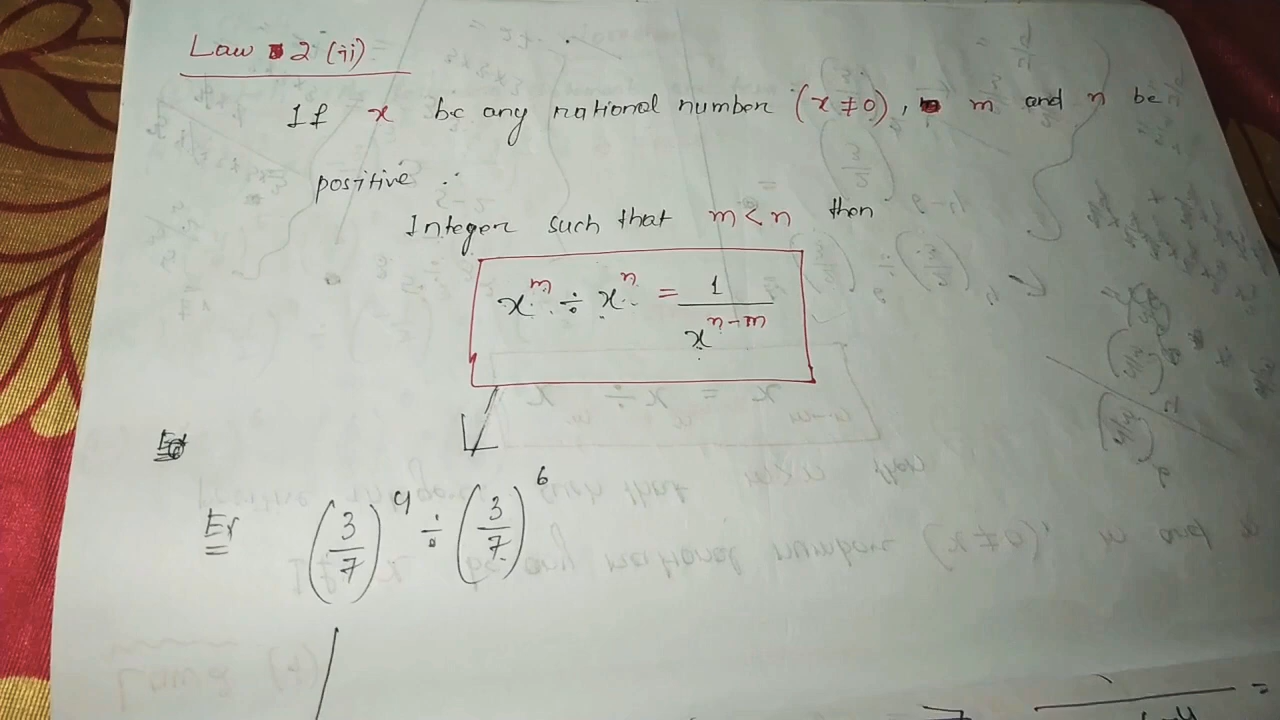 Law 2 (ii)
If x be any rational number (x ≠ 0), m and n be
positive
Integer such that m < n then
x^m ÷ x^n = 1 / x^(n-m)
Ex (3/7)^4 ÷ (3/7)^6